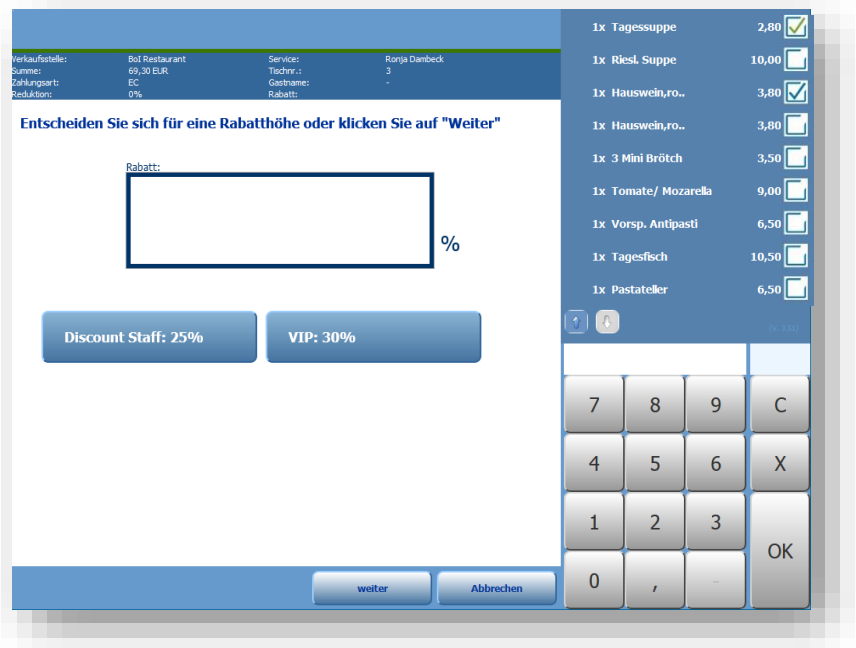 Verkaufsstelle: BoI Restaurant Service: Ronja Dambeck
Summe: 69,30 EUR Tischnr.: 3
Zahlungsart: EC Gastname: -
Reduktion: 0% Rabatt:
Entscheiden Sie sich für eine Rabatthöhe oder klicken Sie auf "Weiter"
Rabatt:
%
Discount Staff: 25% VIP: 30%
weiter Abbrechen
1x Tagessuppe 2,80
1x Riesl. Suppe 10,00
1x Hauswein,ro.. 3,80
1x Hauswein,ro.. 3,80
1x 3 Mini Brötch 3,50
1x Tomate/ Mozarella 9,00
1x Vorsp. Antipasti 6,50
1x Tagesfisch 10,50
1x Pastateller 6,50
7 8 9 C
4 5 6 X
1 2 3
OK
0 , -